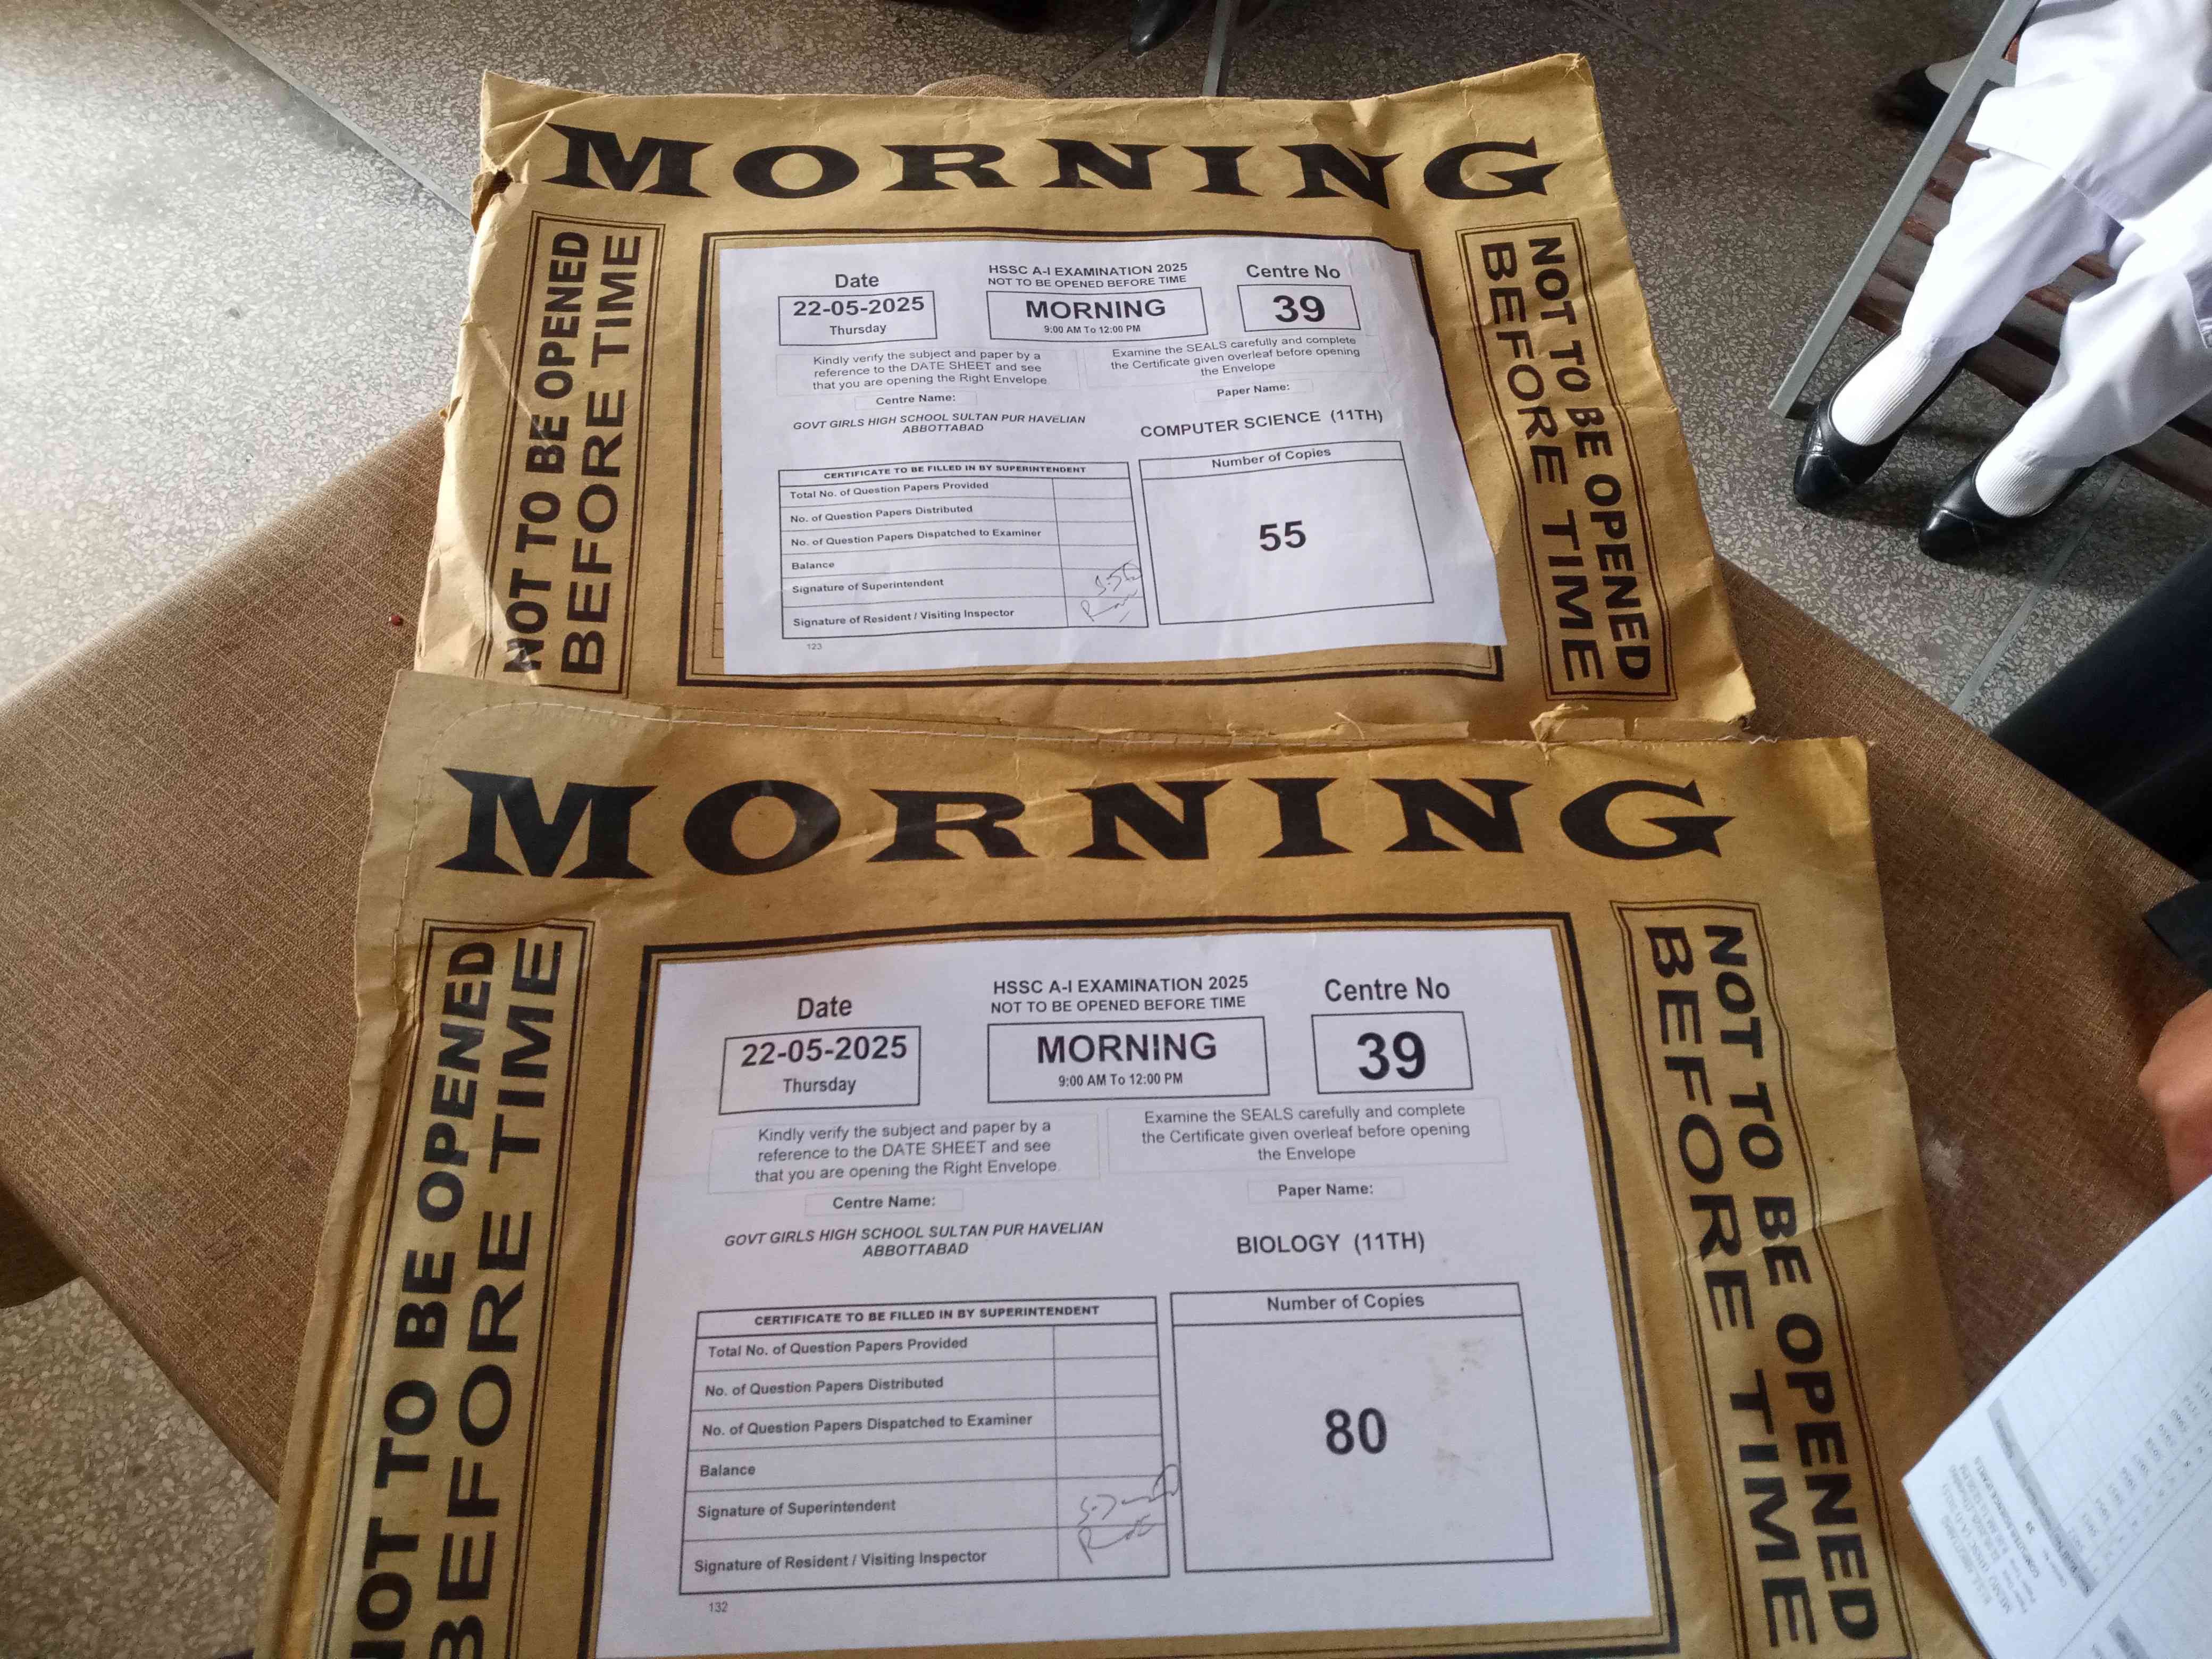 MORNING
NOT TO BE OPENED
BEFORE TIME
NOT TO BE OPENED
BEFORE TIME
Date
22-05-2025
Thursday
HSSC A-I EXAMINATION 2025
NOT TO BE OPENED BEFORE TIME
MORNING
9:00 AM To 12:00 PM
Centre No
39
Kindly verify the subject and paper by a
reference to the DATE SHEET and see
that you are opening the Right Envelope.
Examine the SEALS carefully and complete
the Certificate given overleaf before opening
the Envelope
Centre Name:
GOVT GIRLS HIGH SCHOOL SULTAN PUR HAVELIAN
ABBOTTABAD
Paper Name:
COMPUTER SCIENCE (11TH)
CERTIFICATE TO BE FILLED IN BY SUPERINTENDENT
Total No. of Question Papers Provided
No. of Question Papers Distributed
No. of Question Papers Dispatched to Examiner
Balance
Signature of Superintendent
Signature of Resident / Visiting Inspector
Number of Copies
55
123
MORNING
NOT TO BE OPENED
BEFORE TIME
NOT TO BE OPENED
BEFORE TIME
Date
22-05-2025
Thursday
HSSC A-I EXAMINATION 2025
NOT TO BE OPENED BEFORE TIME
MORNING
9:00 AM To 12:00 PM
Centre No
39
Kindly verify the subject and paper by a
reference to the DATE SHEET and see
that you are opening the Right Envelope.
Examine the SEALS carefully and complete
the Certificate given overleaf before opening
the Envelope
Centre Name:
GOVT GIRLS HIGH SCHOOL SULTAN PUR HAVELIAN
ABBOTTABAD
Paper Name:
BIOLOGY (11TH)
CERTIFICATE TO BE FILLED IN BY SUPERINTENDENT
Total No. of Question Papers Provided
No. of Question Papers Distributed
No. of Question Papers Dispatched to Examiner
Balance
Signature of Superintendent
Signature of Resident / Visiting Inspector
Number of Copies
80
132